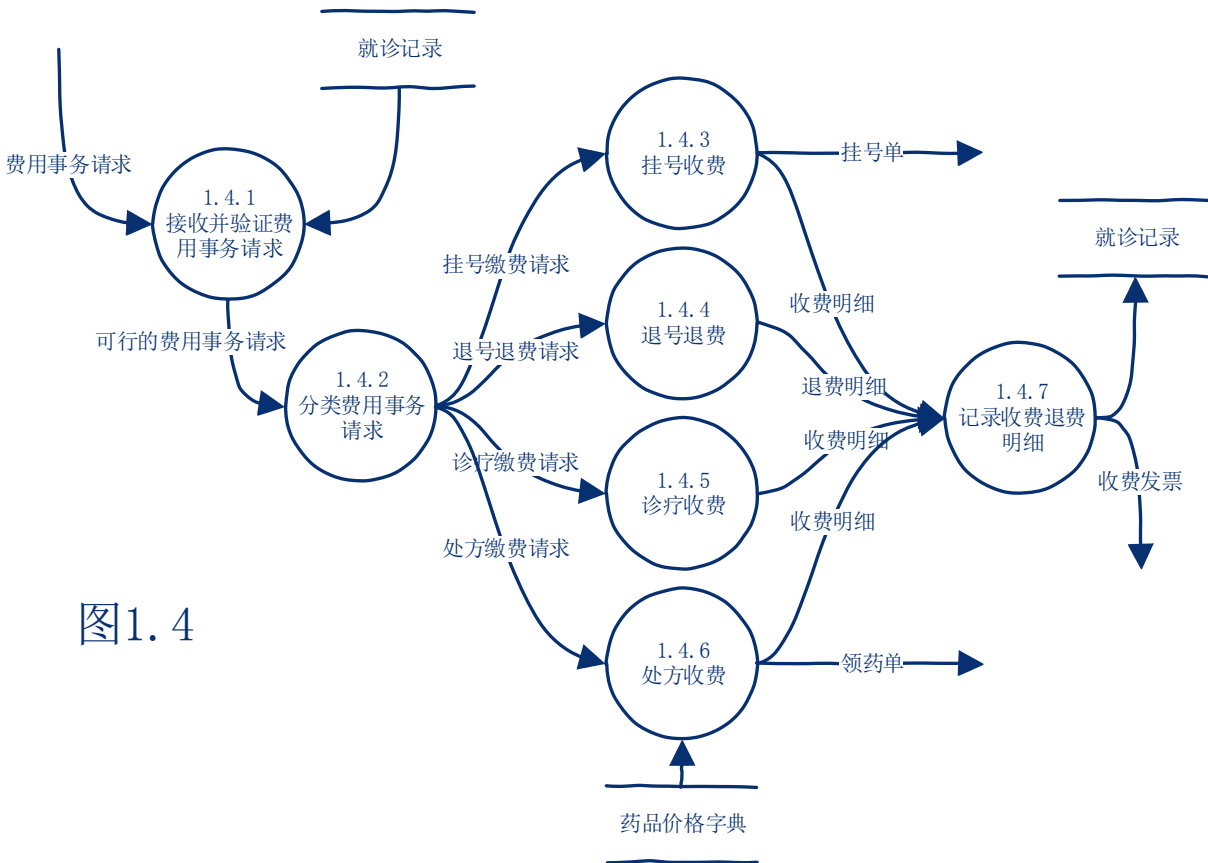 就诊记录
费用事务请求
1.4.1
接收并验证费
用事务请求
可行的费用事务请求
1.4.2
分类费用事务
请求
挂号缴费请求
退号退费请求
诊疗缴费请求
处方缴费请求
1.4.3
挂号收费
挂号单
1.4.4
退号退费
1.4.5
诊疗收费
1.4.6
处方收费
领药单
收费明细
退费明细
收费明细
收费明细
1.4.7
记录收费退费
明细
就诊记录
收费发票
药品价格字典
图1.4